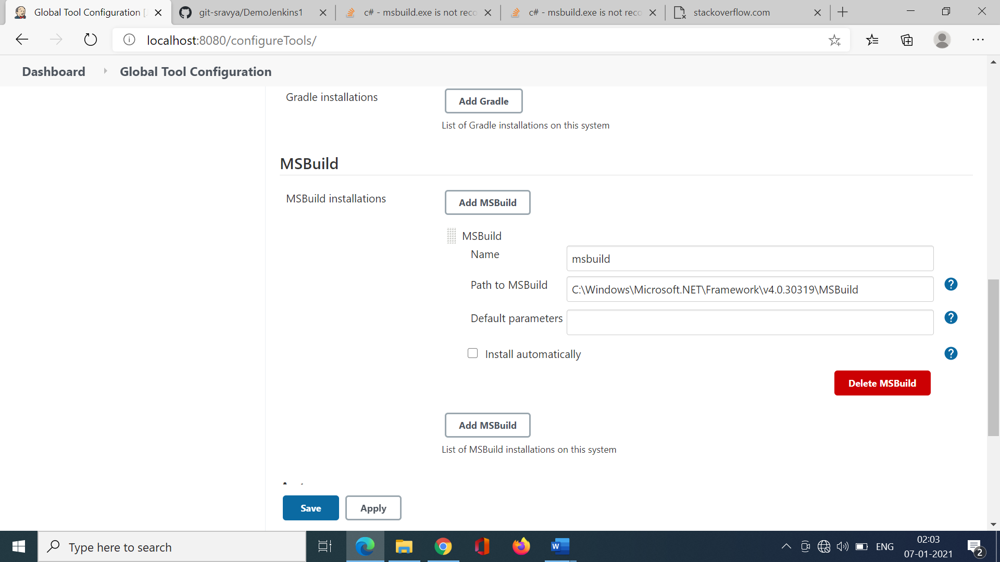 Global Tool Configuration [
git-sravya/DemoJenkins1
c# - msbuild.exe is not reco
c# - msbuild.exe is not reco
stackoverflow.com
localhost:8080/configureTools/
Dashboard
Global Tool Configuration
Gradle installations
Add Gradle
List of Gradle installations on this system
MSBuild
MSBuild installations
Add MSBuild
MSBuild
Name
msbuild
Path to MSBuild
C:\Windows\Microsoft.NET\Framework\v4.0.30319\MSBuild
?
Default parameters
?
Install automatically
?
Delete MSBuild
Add MSBuild
List of MSBuild installations on this system
Save
Apply
Type here to search
W
ENG
02:03
07-01-2021
2